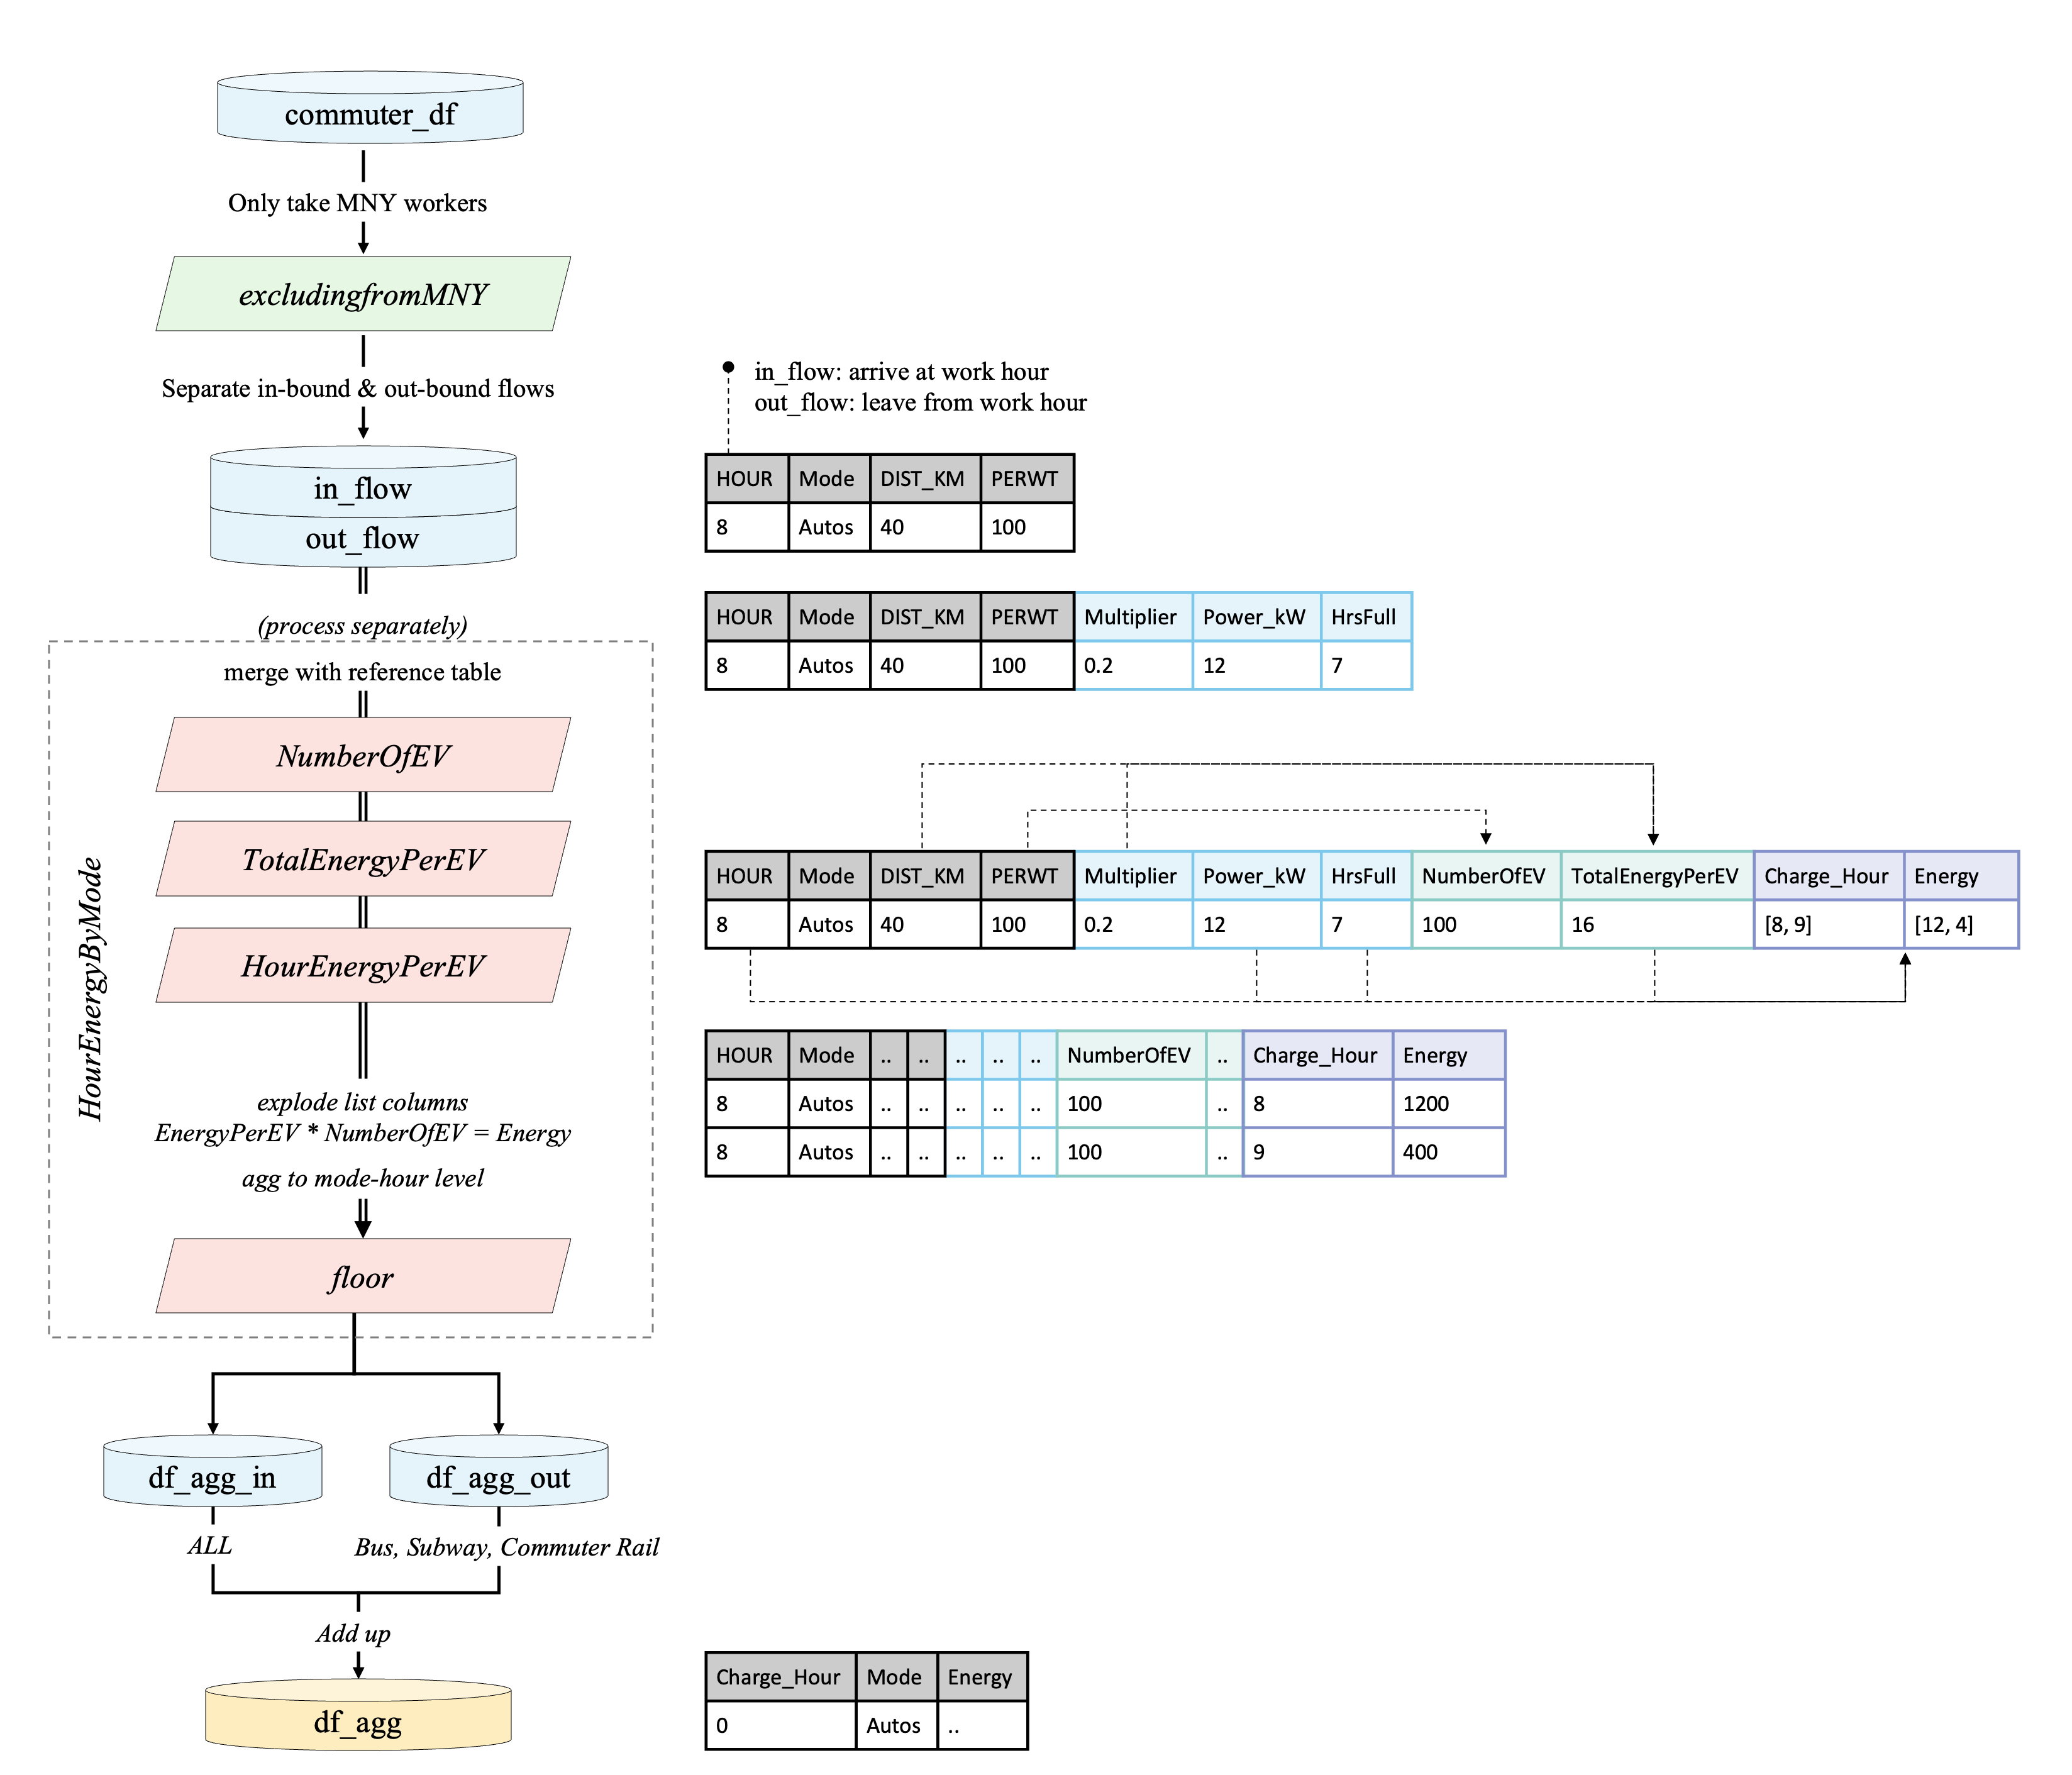 commuter_df
Only take MNY workers
excludingfromMNY
Separate in-bound & out-bound flows
in_flow
out_flow
(process separately)
merge with reference table
NumberOfEV
TotalEnergyPerEV
HourEnergyPerEV
HourEnergyByMode
explode list columns
EnergyPerEV * NumberOfEV = Energy
agg to mode-hour level
floor
df_agg_in
df_agg_out
ALL
Bus, Subway, Commuter Rail
Add up
df_agg
in_flow: arrive at work hour
out_flow: leave from work hour
HOUR Mode DIST_KM PERWT
8 Autos 40 100
HOUR Mode DIST_KM PERWT Multiplier Power_kW HrsFull
8 Autos 40 100 0.2 12 7
HOUR Mode DIST_KM PERWT Multiplier Power_kW HrsFull NumberOfEV TotalEnergyPerEV Charge_Hour Energy
8 Autos 40 100 0.2 12 7 100 16 [8, 9] [12, 4]
HOUR Mode .. .. .. .. .. NumberOfEV .. Charge_Hour Energy
8 Autos .. .. .. .. .. 100 .. 8 1200
8 Autos .. .. .. .. .. 100 .. 9 400
Charge_Hour Mode Energy
0 Autos ..